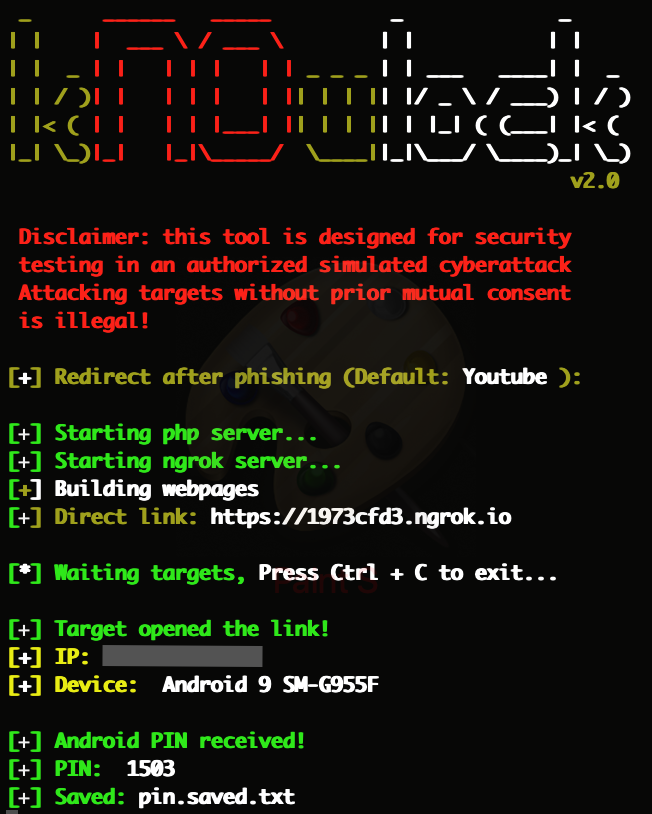 knOwlock
v2.0
Disclaimer: this tool is designed for security
testing in an authorized simulated cyberattack
Attacking targets without prior mutual consent
is illegal!
[+] Redirect after phishing (Default: Youtube ):
[+] Starting php server...
[+] Starting ngrok server...
[+] Building webpages
[+] Direct link: https://1973cfd3.ngrok.io
[*] Waiting targets, Press Ctrl + C to exit...
[+] Target opened the link!
[+] IP:
[+] Device: Android 9 SM-G955F
[+] Android PIN received!
[+] PIN: 1503
[+] Saved: pin.saved.txt